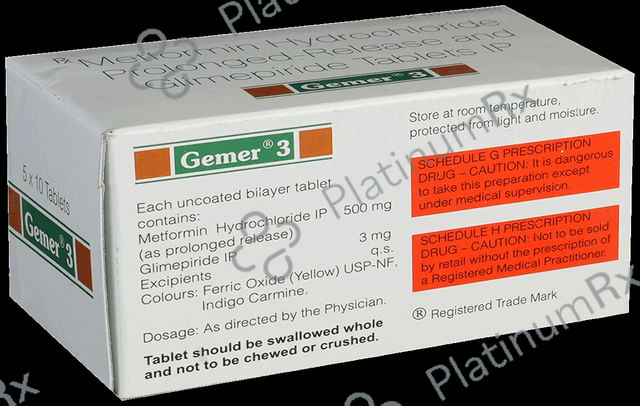 Rx Metformin Hydrochloride
Prolonged Release and
Glimepiride Tablets IP
Gemer® 3
5 x 10 Tablets
Gemer® 3
Gemer® 3
Each uncoated bilayer tablet
contains:
Metformin Hydrochloride IP 500 mg
(as prolonged release)
Glimepiride IP 3 mg
Excipients q.s.
Colours: Ferric Oxide (Yellow) USP-NF,
Indigo Carmine.
Dosage: As directed by the Physician.
Tablet should be swallowed whole
and not to be chewed or crushed.
Store at room temperature,
protected from light and moisture.
SCHEDULE G PRESCRIPTION
DRUG – CAUTION: It is dangerous
to take this preparation except
under medical supervision.
SCHEDULE H PRESCRIPTION
DRUG – CAUTION: Not to be sold
by retail without the prescription of
a Registered Medical Practitioner.
® Registered Trade Mark
PlatinumRx
PlatinumRx
PlatinumRx
Rx